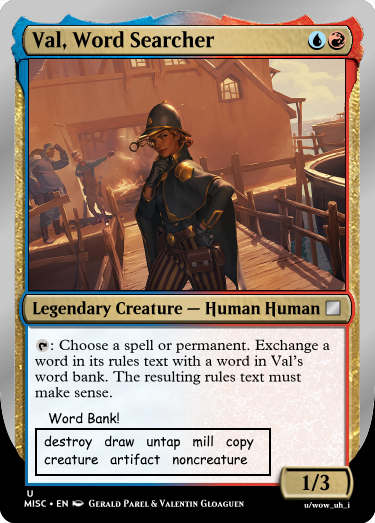 Val, Word Searcher
Legendary Creature — Human Human
: Choose a spell or permanent. Exchange a
word in its rules text with a word in Val's
word bank. The resulting rules text must
make sense.
Word Bank!
destroy draw untap mill copy
creature artifact noncreature
1/3
U
MISC • EN Gerald Parel & Valentin Gloaguen
u/wow_uh_i